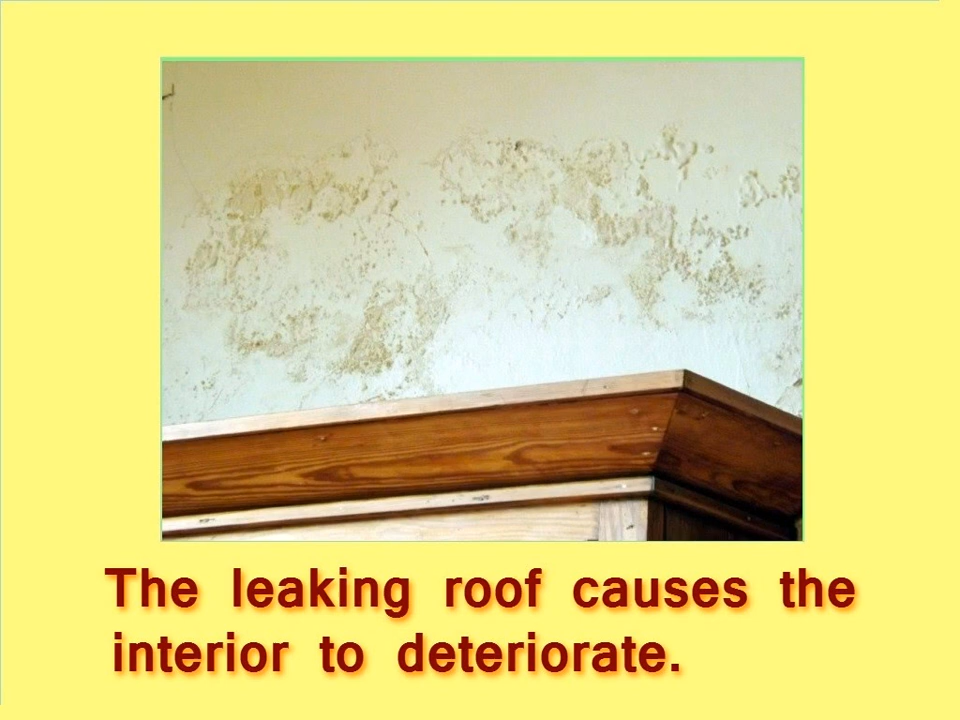 The leaking roof causes the
interior to deteriorate.